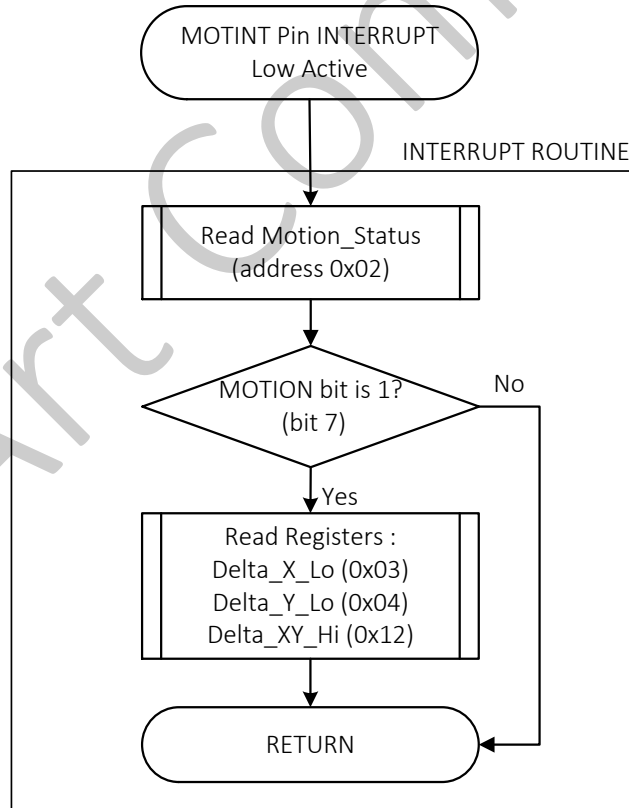 MOTINT Pin INTERRUPT
Low Active
INTERRUPT ROUTINE
Read Motion_Status
(address 0x02)
MOTION bit is 1?
(bit 7)
No
Yes
Read Registers :
Delta_X_Lo (0x03)
Delta_Y_Lo (0x04)
Delta_XY_Hi (0x12)
RETURN